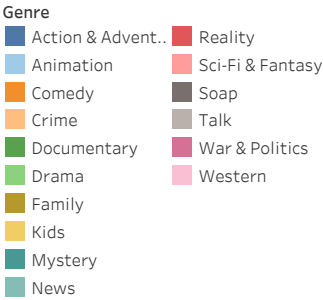 Genre
Action & Advent..
Animation
Comedy
Crime
Documentary
Drama
Family
Kids
Mystery
News
Reality
Sci-Fi & Fantasy
Soap
Talk
War & Politics
Western